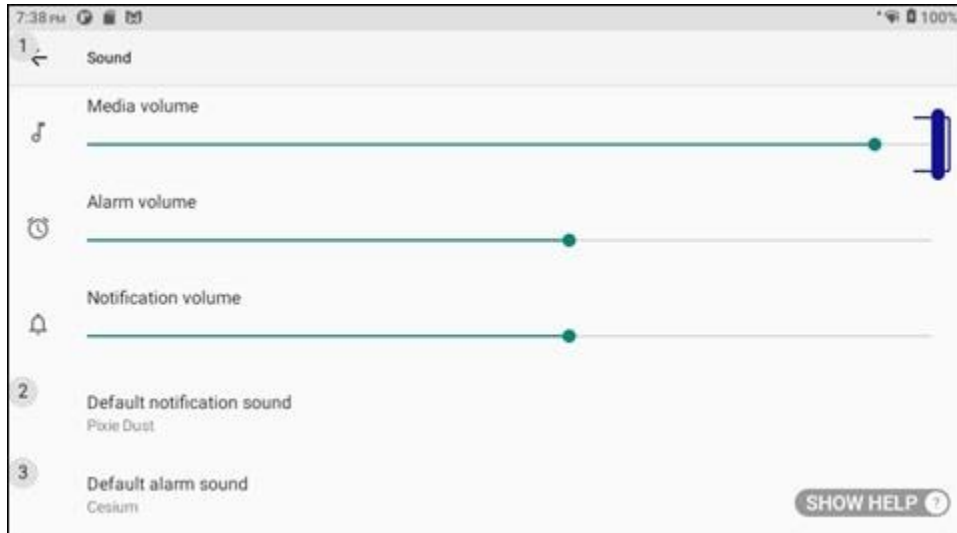 7:38 PM 100%
1
Sound
Media volume
Alarm volume
Notification volume
2
Default notification sound
Pixie Dust
3
Default alarm sound
Cesium
SHOW HELP ?